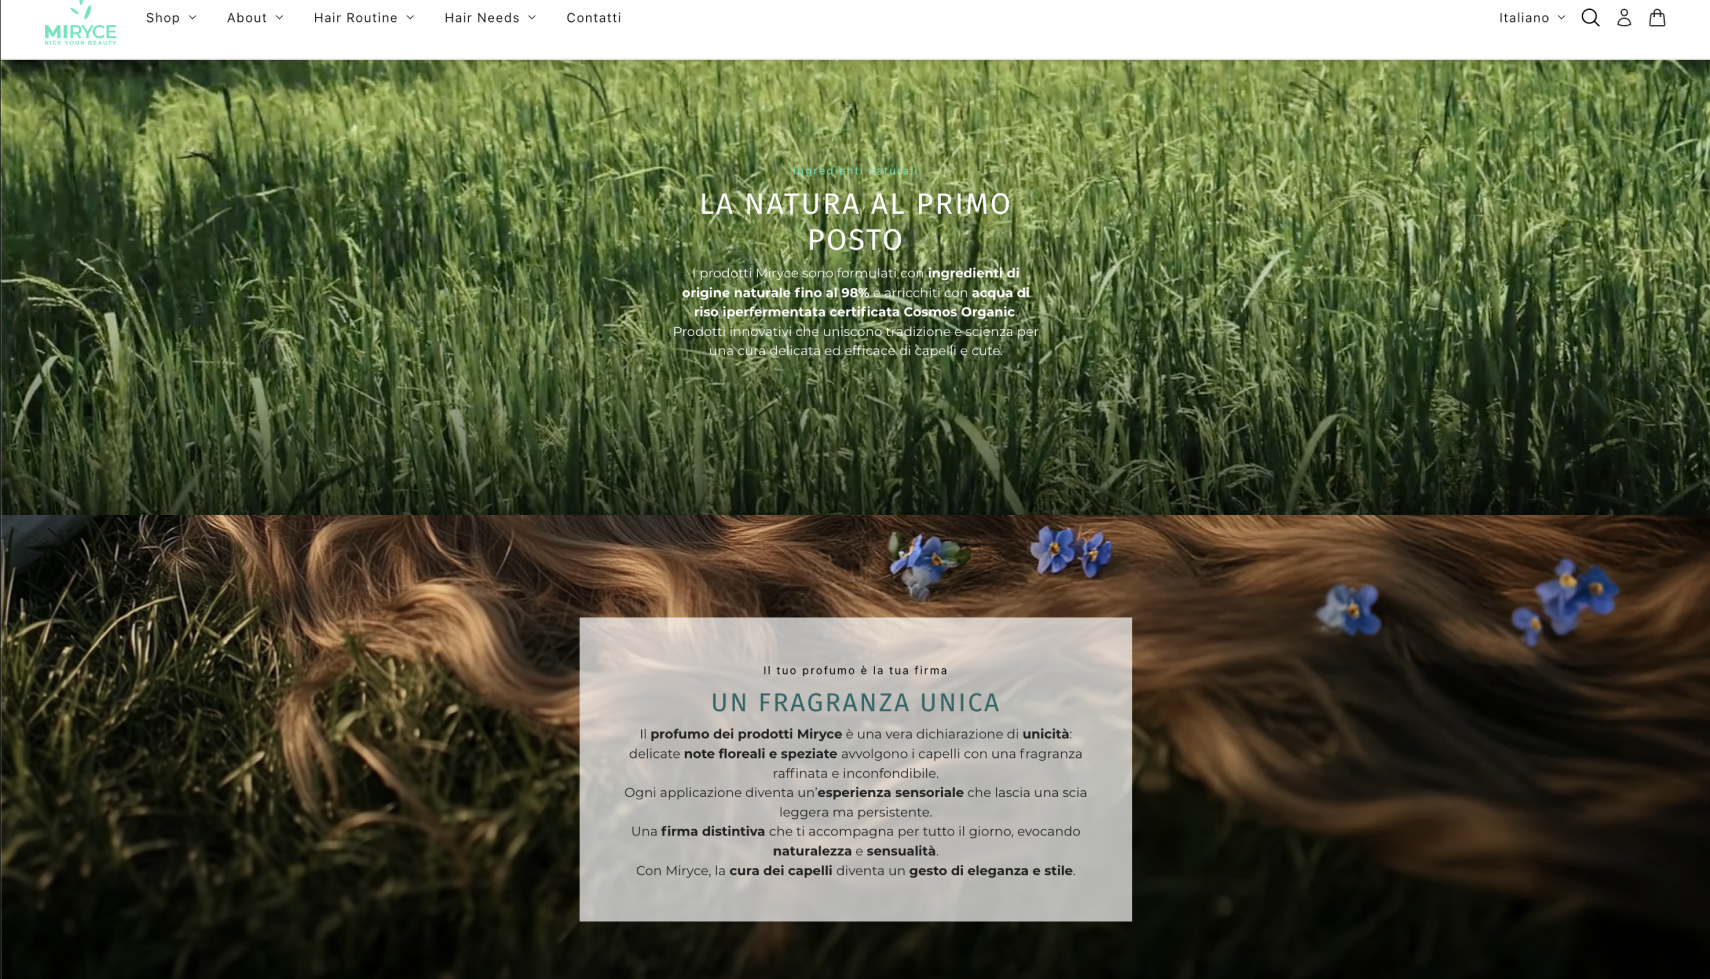 MIRYCE
RICE YOUR BEAUTY
Shop
About
Hair Routine
Hair Needs
Contatti
Italiano
Ingredienti naturali
LA NATURA AL PRIMO
POSTO
I prodotti Miryce sono formulati con ingredienti di
origine naturale fino al 98% e arricchiti con acqua di
riso iperfermentata certificata Cosmos Organic.
Prodotti innovativi che uniscono tradizione e scienza per
una cura delicata ed efficace di capelli e cute.
Il tuo profumo è la tua firma
UN FRAGRANZA UNICA
Il profumo dei prodotti Miryce è una vera dichiarazione di unicità:
delicate note floreali e speziate avvolgono i capelli con una fragranza
raffinata e inconfondibile.
Ogni applicazione diventa un'esperienza sensoriale che lascia una scia
leggera ma persistente.
Una firma distintiva che ti accompagna per tutto il giorno, evocando
naturalezza e sensualità.
Con Miryce, la cura dei capelli diventa un gesto di eleganza e stile.